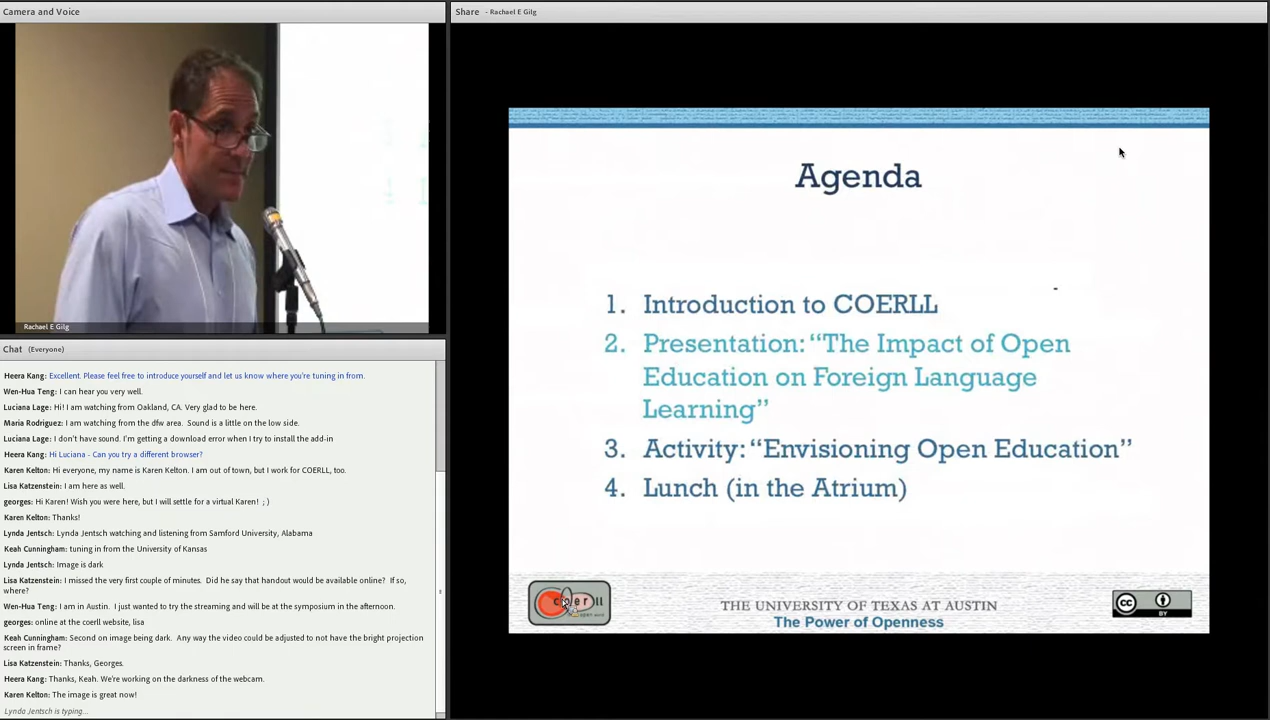 Camera and Voice
Rachael E Gilg
Chat (Everyone)
Heera Kang: Excellent. Please feel free to introduce yourself and let us know where you're tuning in from.
Wen-Hua Teng: I can hear you very well.
Luciana Lage: Hi! I am watching from Oakland, CA. Very glad to be here.
Maria Rodriguez: I am watching from the dfw area.  Sound is a little on the low side.
Luciana Lage: I don't have sound. I'm getting a download error when I try to install the add-in
Heera Kang: Hi Luciana - Can you try a different browser?
Karen Kelton: Hi everyone, my name is Karen Kelton. I am out of town, but I work for COERLL, too.
Lisa Katzenstein: I am here as well.
georges: Hi Karen! Wish you were here, but I will settle for a virtual Karen!  ; )
Karen Kelton: Thanks!
Lynda Jentsch: Lynda Jentsch watching and listening from Samford University, Alabama
Keah Cunningham: tuning in from the University of Kansas
Lynda Jentsch: Image is dark
Lisa Katzenstein: I missed the very first couple of minutes.  Did he say that handout would be available online?  If so,
where?
Wen-Hua Teng: I am in Austin.  I just wanted to try the streaming and will be at the symposium in the afternoon.
georges: online at the coerll website, lisa
Keah Cunningham: Second on image being dark.  Any way the video could be adjusted to not have the bright projection
screen in frame?
Lisa Katzenstein: Thanks, Georges.
Heera Kang: Thanks, Keah. We're working on the darkness of the webcam.
Karen Kelton: The image is great now!
Lynda Jentsch is typing...
Share - Rachael E Gilg
Agenda
1. Introduction to COERLL
2. Presentation: "The Impact of Open
Education on Foreign Language
Learning"
3. Activity: "Envisioning Open Education"
4. Lunch (in the Atrium)
coerll
THE UNIVERSITY OF TEXAS AT AUSTIN
The Power of Openness
cc
BY